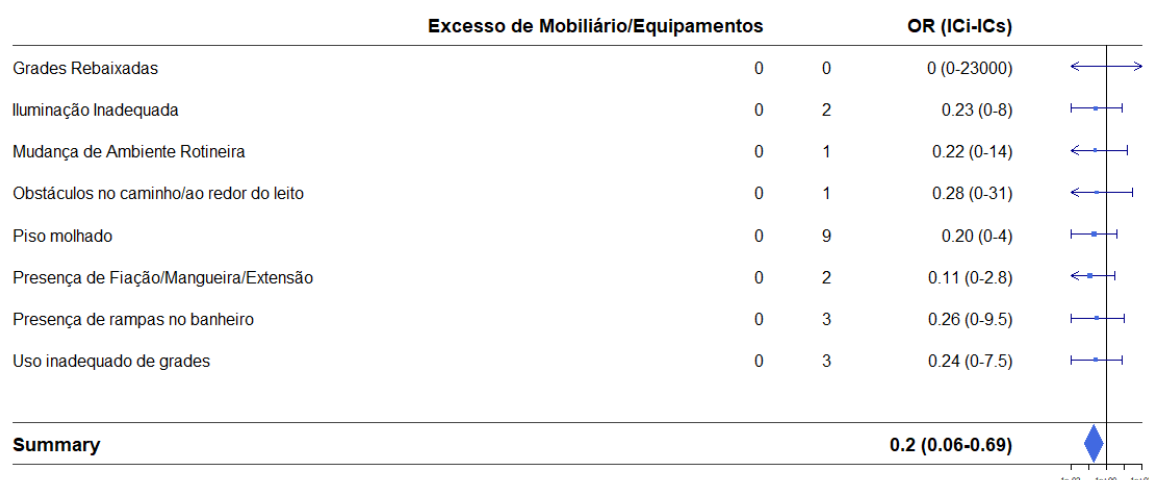 Excesso de Mobiliário/Equipamentos OR (ICi-ICs)
Grades Rebaixadas 0 0 0 (0-23000)
Iluminação Inadequada 0 2 0.23 (0-8)
Mudança de Ambiente Rotineira 0 1 0.22 (0-14)
Obstáculos no caminho/ao redor do leito 0 1 0.28 (0-31)
Piso molhado 0 9 0.20 (0-4)
Presença de Fiação/Mangueira/Extensão 0 2 0.11 (0-2.8)
Presença de rampas no banheiro 0 3 0.26 (0-9.5)
Uso inadequado de grades 0 3 0.24 (0-7.5)
Summary 0.2 (0.06-0.69)